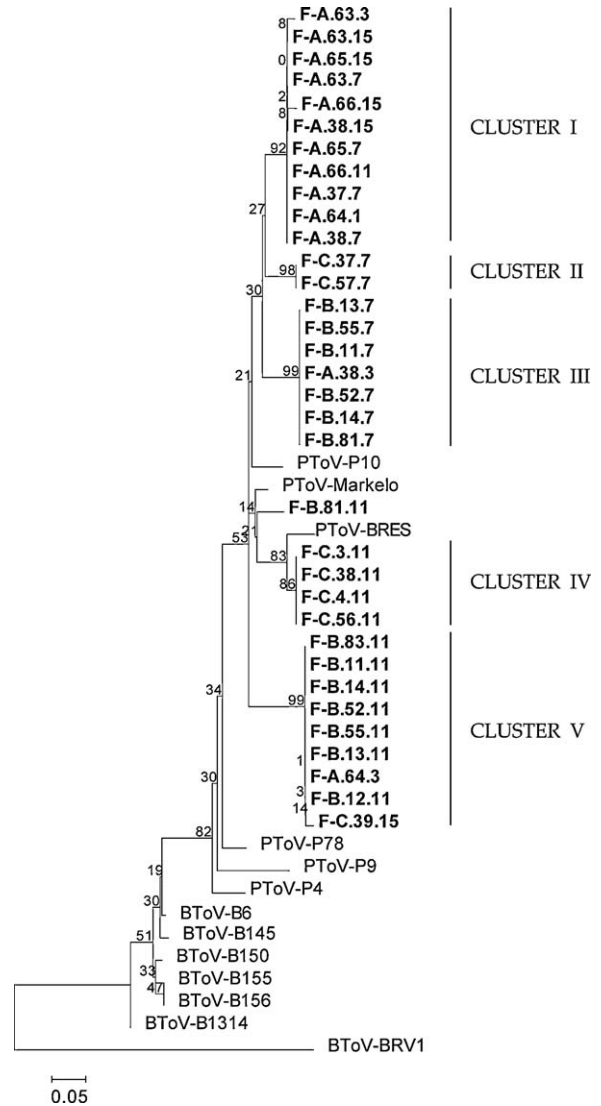 8
F-A.63.3
F-A.63.15
0
F-A.65.15
F-A.63.7
2
F-A.66.15
8
F-A.38.15
CLUSTER I
92
F-A.65.7
F-A.66.11
F-A.37.7
27
F-A.64.1
F-A.38.7
F-C.37.7
98
CLUSTER II
F-C.57.7
30
F-B.13.7
F-B.55.7
F-B.11.7
21
99
F-A.38.3
CLUSTER III
F-B.52.7
F-B.14.7
F-B.81.7
PToV-P10
PToV-Markelo
14
F-B.81.11
21
PToV-BRES
53
83
F-C.3.11
F-C.38.11
CLUSTER IV
86
F-C.4.11
F-C.56.11
F-B.83.11
F-B.11.11
34
F-B.14.11
99
F-B.52.11
F-B.55.11
CLUSTER V
F-B.13.11
1
30
F-A.64.3
3
F-B.12.11
14
F-C.39.15
82
PToV-P78
PToV-P9
19
PToV-P4
30
BToV-B6
BToV-B145
51
BToV-B150
33
BToV-B155
47
BToV-B156
BToV-B1314
BToV-BRV1
0.05